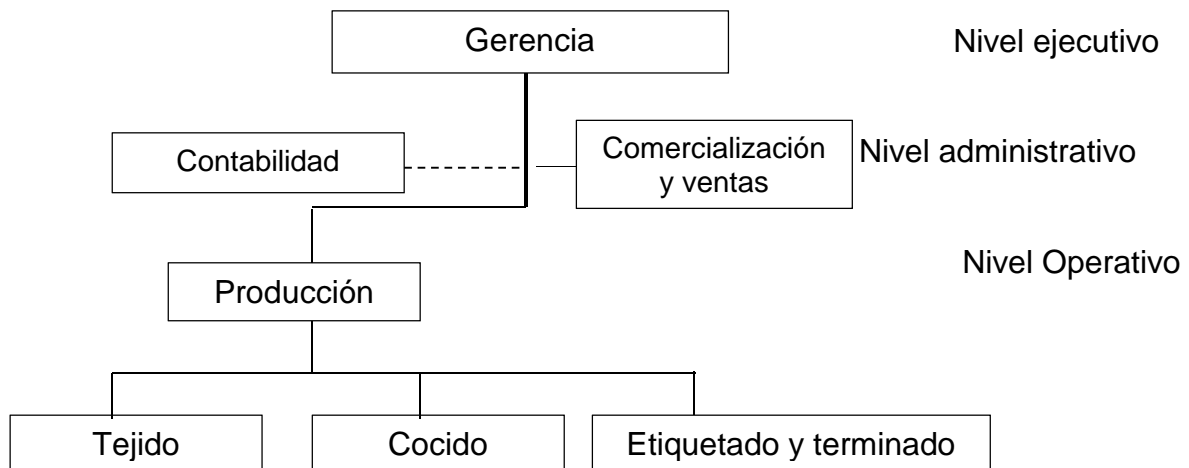 Gerencia
Nivel ejecutivo
Contabilidad
Comercialización
y ventas
Nivel administrativo
Nivel Operativo
Producción
Tejido
Cocido
Etiquetado y terminado